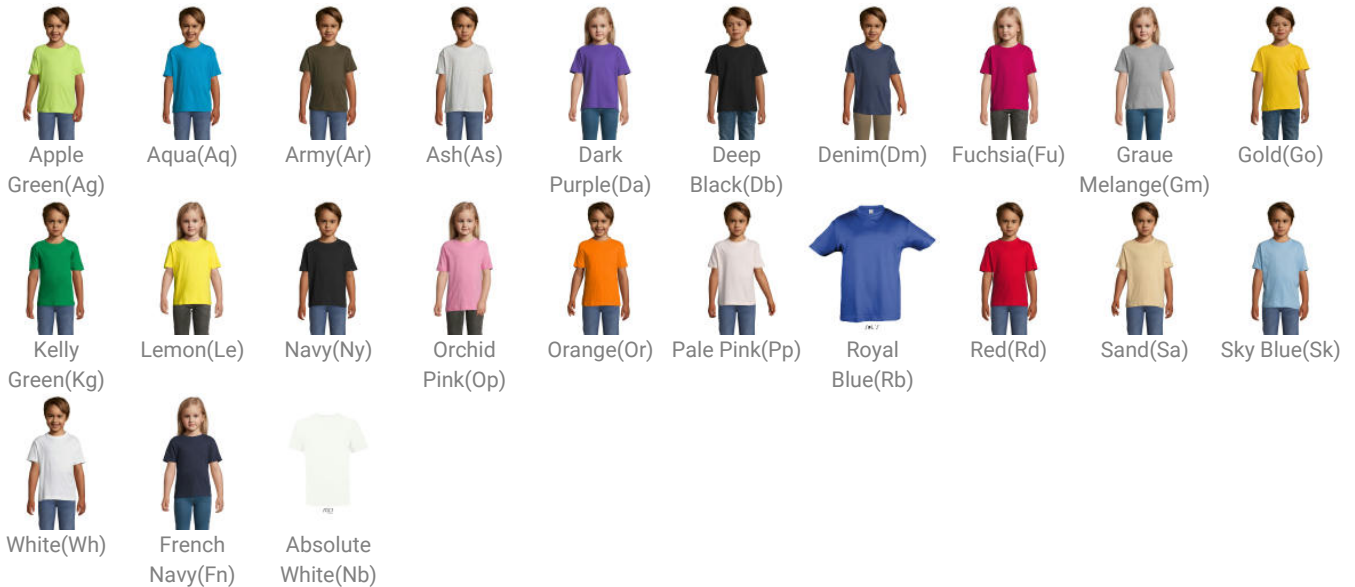 Apple Green(Ag)
Aqua(Aq)
Army(Ar)
Ash(As)
Dark Purple(Da)
Deep Black(Db)
Denim(Dm)
Fuchsia(Fu)
Graue Melange(Gm)
Gold(Go)
Kelly Green(Kg)
Lemon(Le)
Navy(Ny)
Orchid Pink(Op)
Orange(Or)
Pale Pink(Pp)
Royal Blue(Rb)
Red(Rd)
Sand(Sa)
Sky Blue(Sk)
White(Wh)
French Navy(Fn)
Absolute White(Nb)